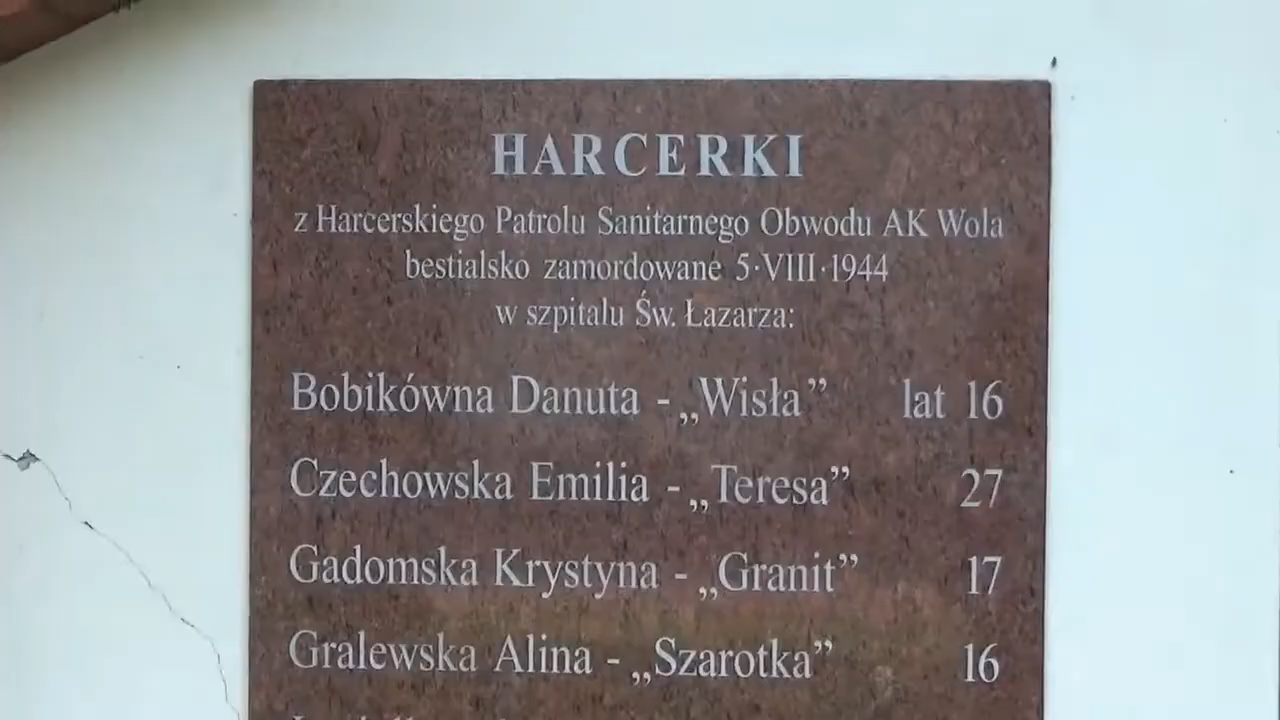 HARCERKI
z Harcerskiego Patrolu Sanitarnego Obwodu AK Wola
bestialsko zamordowane 5·VIII·1944
w szpitalu Św. Łazarza:
Bobikówna Danuta - „Wisła” lat 16
Czechowska Emilia - „Teresa” 27
Gadomska Krystyna - „Granit” 17
Gralewska Alina - „Szarotka” 16